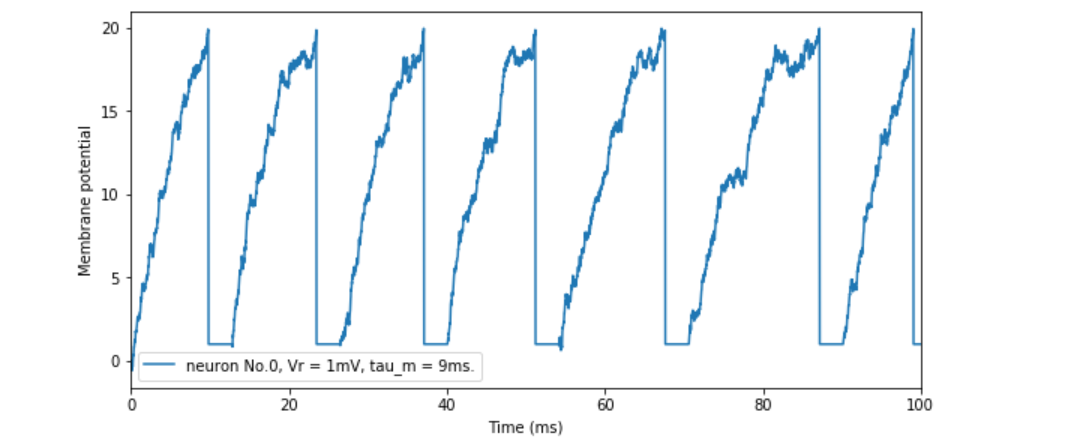 20
15
10
5
0
Membrane potential
neuron No.0, Vr = 1mV, tau_m = 9ms.
0 20 40 60 80 100
Time (ms)